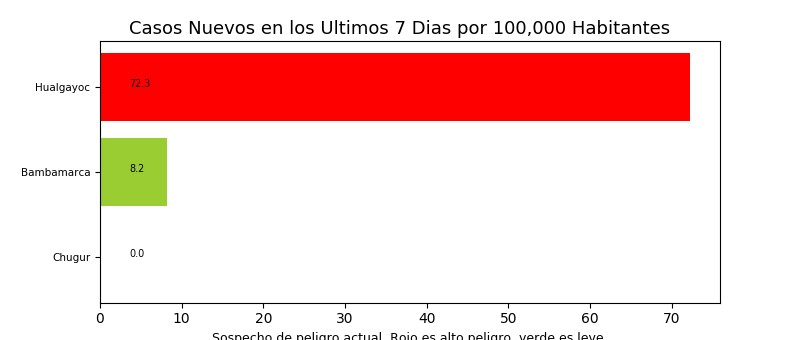 Casos Nuevos en los Ultimos 7 Dias por 100,000 Habitantes
Hualgayoc
72.3
Bambamarca
8.2
Chugur
0.0
0 10 20 30 40 50 60 70
Sospecho de peligro actual. Rojo es alto peligro, verde es leve